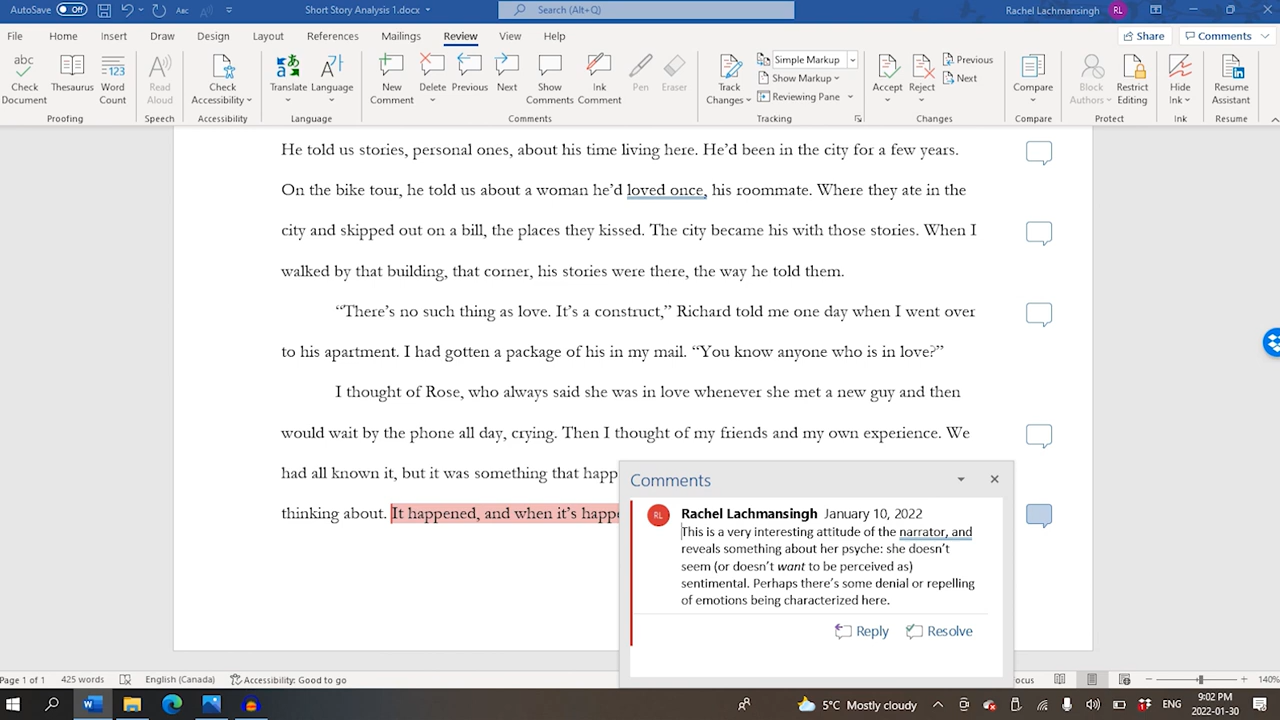 AutoSave Off Short Story Analysis 1.docx Search (Alt+Q) Rachel Lachmansingh RL
File Home Insert Draw Design Layout References Mailings Review View Help Share Comments
Check Document Thesaurus Word Count Read Aloud Check Accessibility Translate Language New Comment Delete Previous Next Show Comments Ink Comment Pen Eraser Track Changes Simple Markup Show Markup Reviewing Pane Accept Reject Previous Next Compare Block Authors Restrict Editing Hide Ink Resume Assistant
Proofing Speech Accessibility Language Comments Tracking Changes Compare Protect Ink Resume
He told us stories, personal ones, about his time living here. He’d been in the city for a few years.
On the bike tour, he told us about a woman he’d loved once, his roommate. Where they ate in the
city and skipped out on a bill, the places they kissed. The city became his with those stories. When I
walked by that building, that corner, his stories were there, the way he told them.
“There’s no such thing as love. It’s a construct,” Richard told me one day when I went over
to his apartment. I had gotten a package of his in my mail. “You know anyone who is in love?”
I thought of Rose, who always said she was in love whenever she met a new guy and then
would wait by the phone all day, crying. Then I thought of my friends and my own experience. We
had all known it, but it was something that happ
thinking about. It happened, and when it’s happe
Comments
RL Rachel Lachmansingh January 10, 2022
This is a very interesting attitude of the narrator, and
reveals something about her psyche: she doesn’t
seem (or doesn’t want to be perceived as)
sentimental. Perhaps there’s some denial or repelling
of emotions being characterized here.
Reply Resolve
Page 1 of 1 425 words English (Canada) Accessibility: Good to go ocus 140%
5°C Mostly cloudy ENG 9:02 PM
2022-01-30